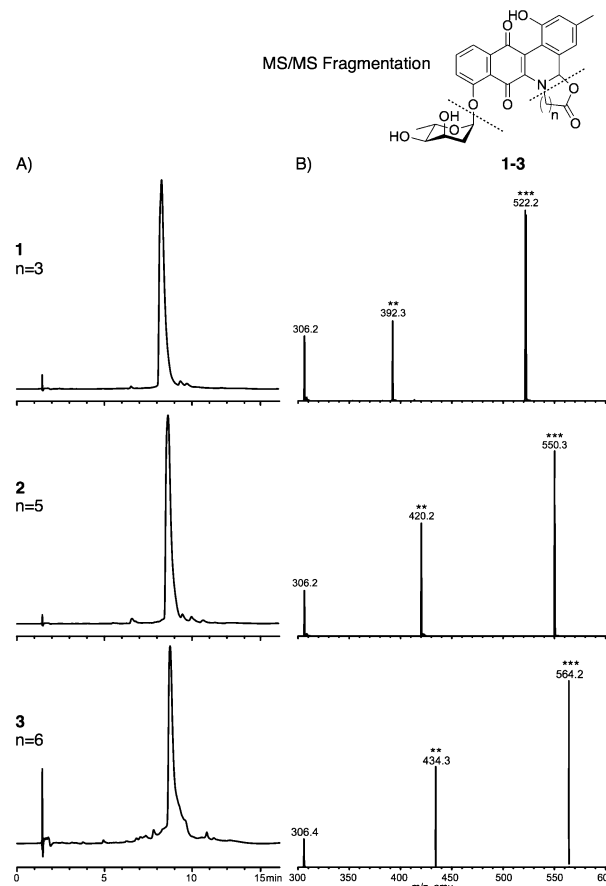 MS/MS Fragmentation
HO
O
N
O
O
O
n
O
OH
O
HO
1-3
A)
B)
1
n=3
306.2
**
392.3
***
522.2
2
n=5
306.2
**
420.2
***
550.3
3
n=6
306.4
**
434.3
***
564.2
0 5 10 15min
300 350 400 450 500 550 600